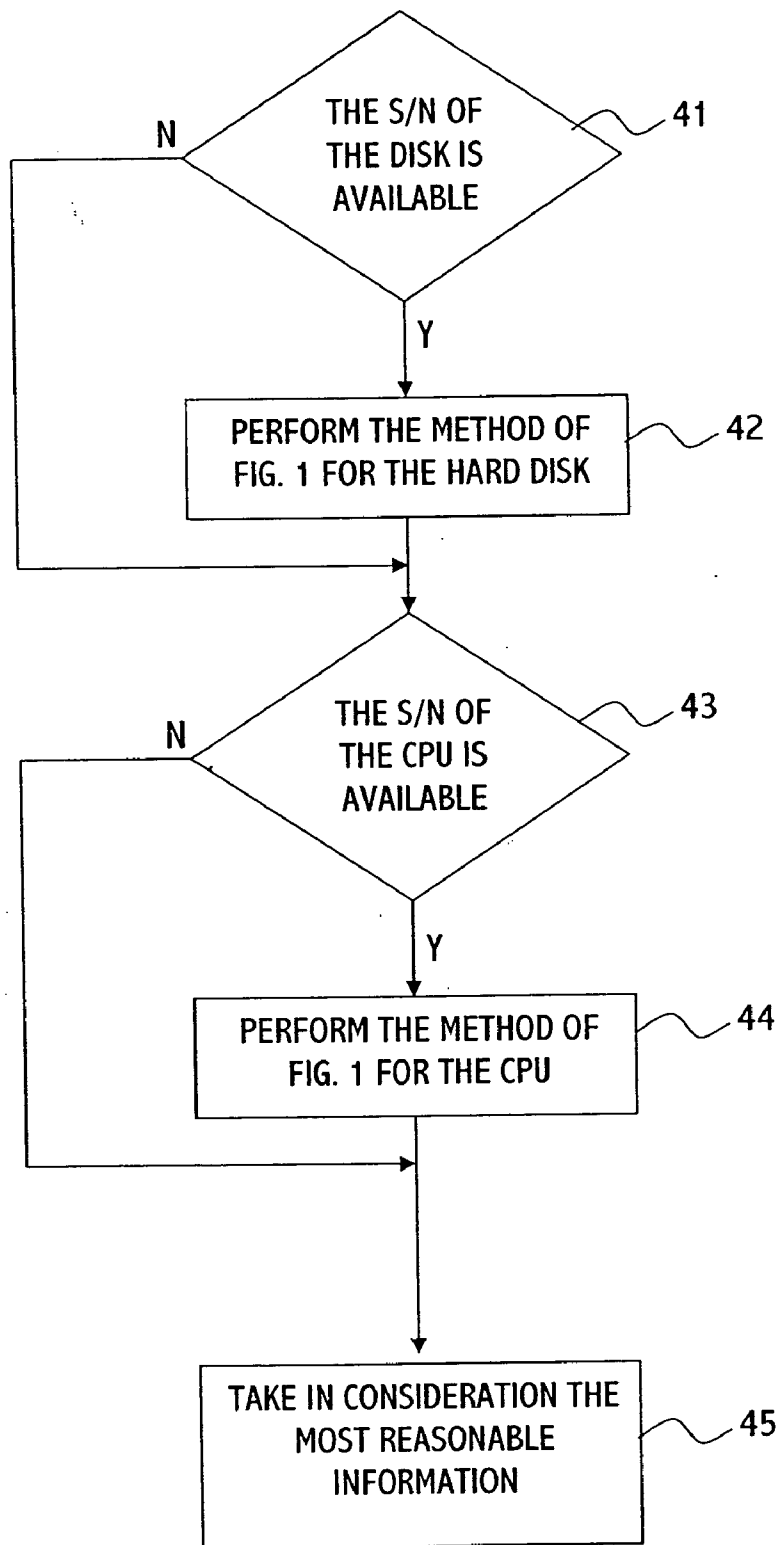 THE S/N OF
THE DISK IS
AVAILABLE
41
N
Y
PERFORM THE METHOD OF
FIG. 1 FOR THE HARD DISK
42
THE S/N OF
THE CPU IS
AVAILABLE
43
N
Y
PERFORM THE METHOD OF
FIG. 1 FOR THE CPU
44
TAKE IN CONSIDERATION THE
MOST REASONABLE
INFORMATION
45